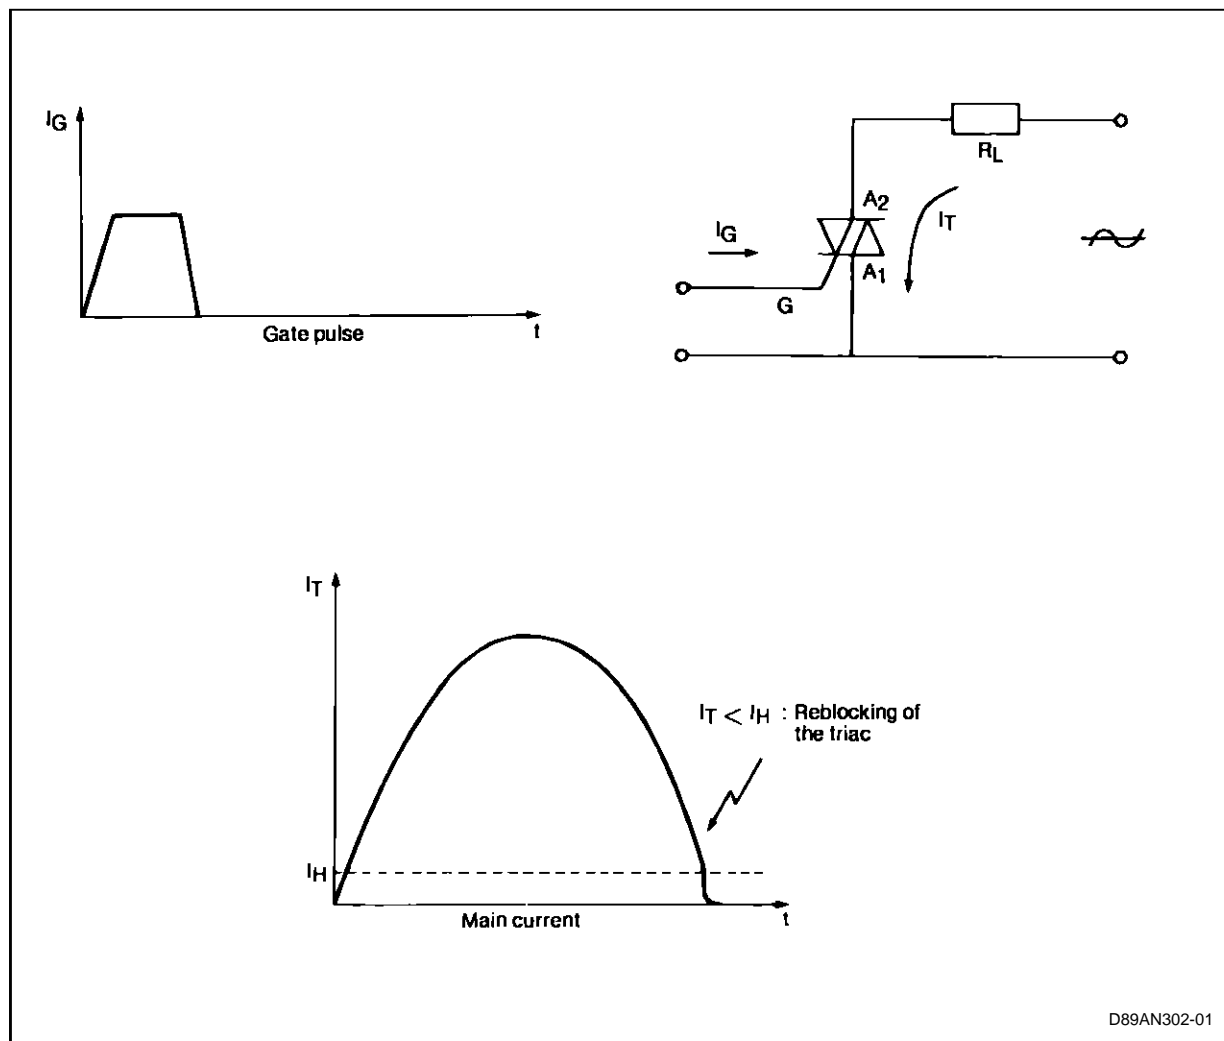 IG
t
Gate pulse
RL
A2
IT
IG
A1
G
IT
IT < IH : Reblocking of
the triac
IH
Main current
t
D89AN302-01